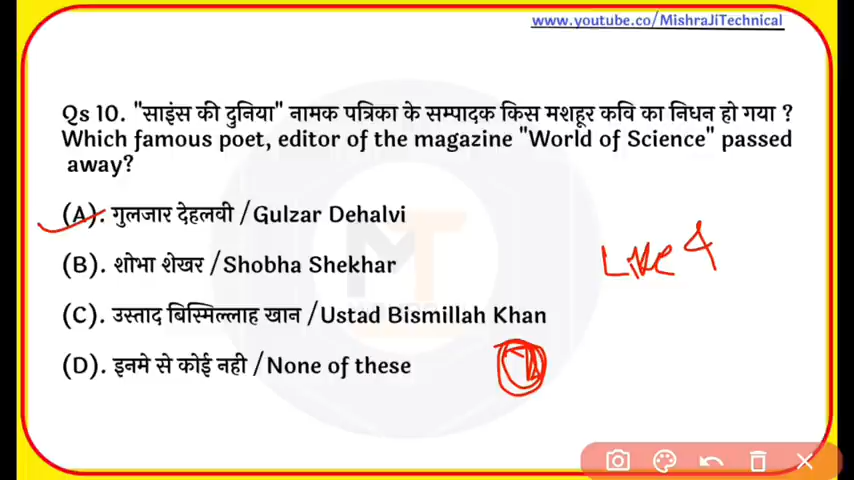 www.youtube.co/MishraJiTechnical
Qs 10. "साइंस की दुनिया" नामक पत्रिका के सम्पादक किस मशहूर कवि का निधन हो गया ?
Which famous poet, editor of the magazine "World of Science" passed
away?
(A). गुलजार देहलवी /Gulzar Dehalvi
(B). शोभा शेखर /Shobha Shekhar
Like &
(C). उस्ताद बिस्मिल्लाह खान /Ustad Bismillah Khan
(D). इनमे से कोई नही /None of these